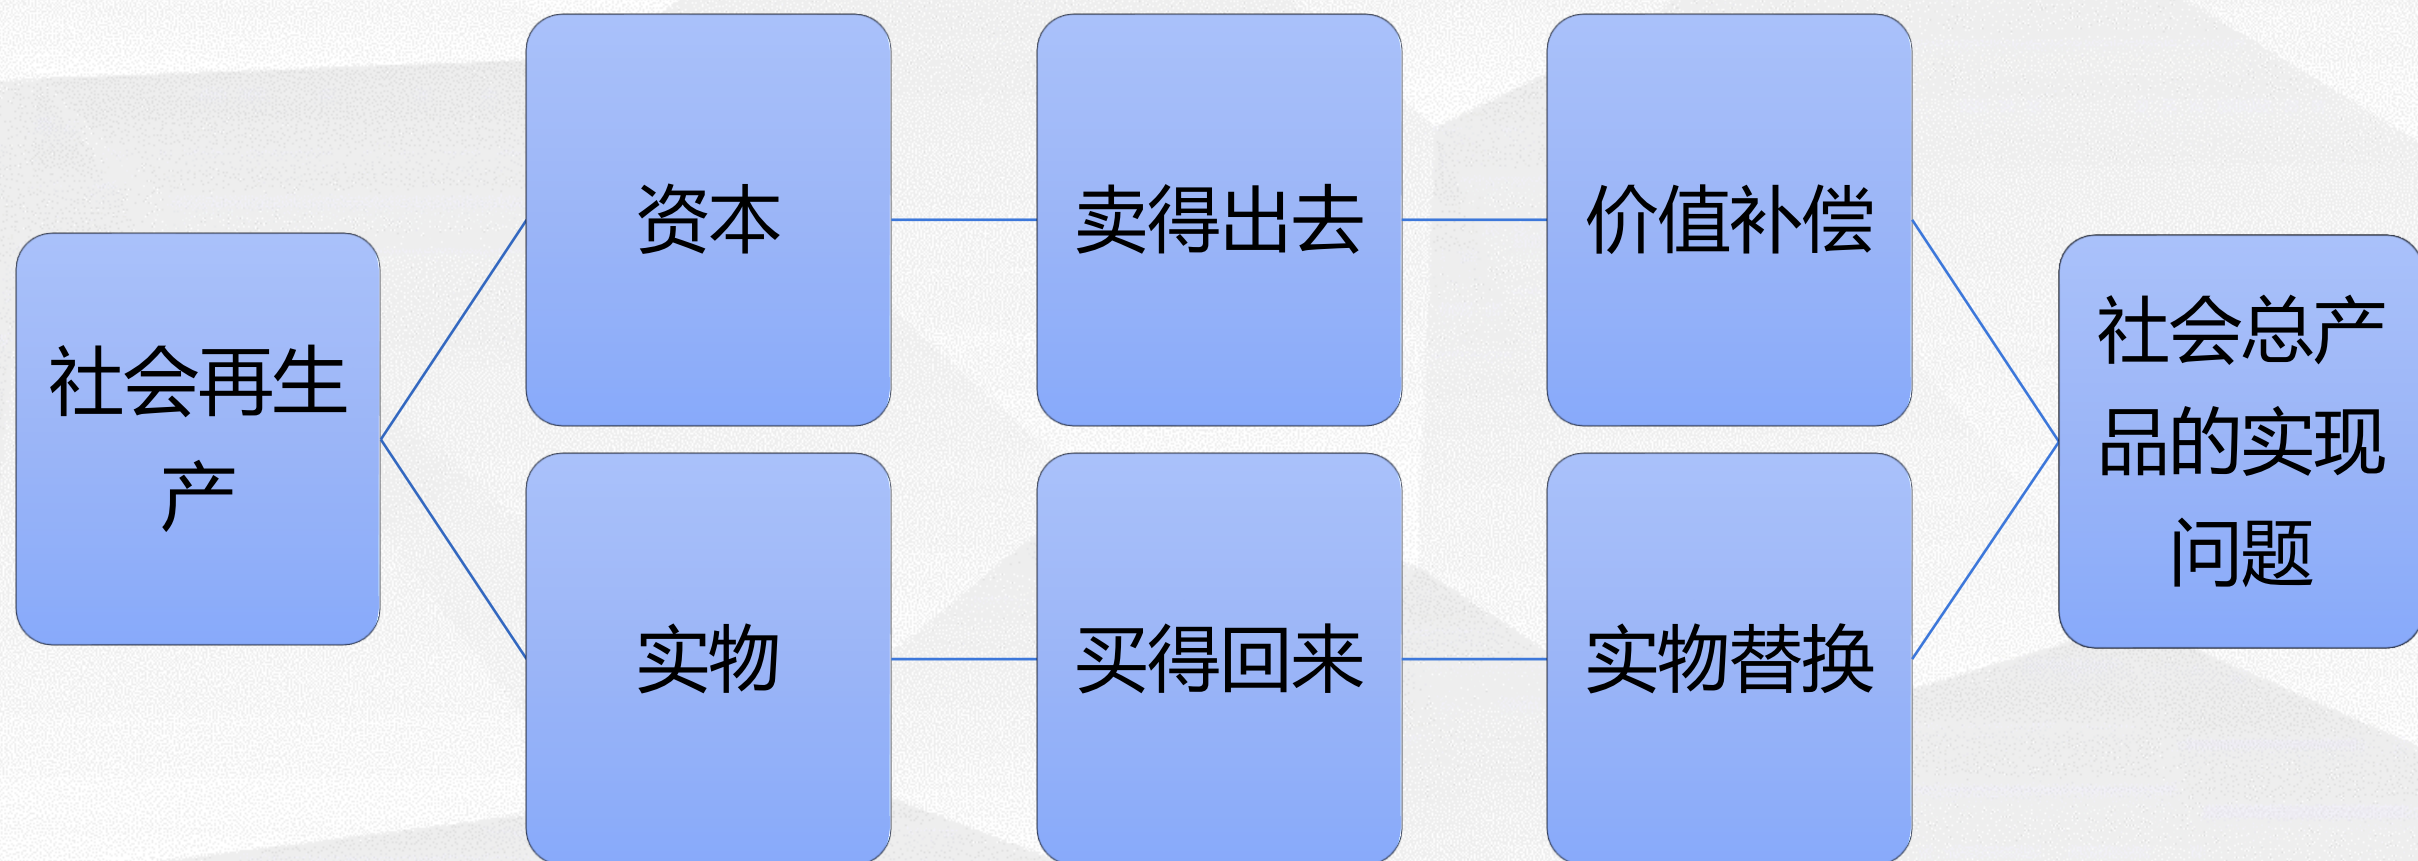 社会再生
产
资本
卖得出去
价值补偿
实物
买得回来
实物替换
社会总产
品的实现
问题